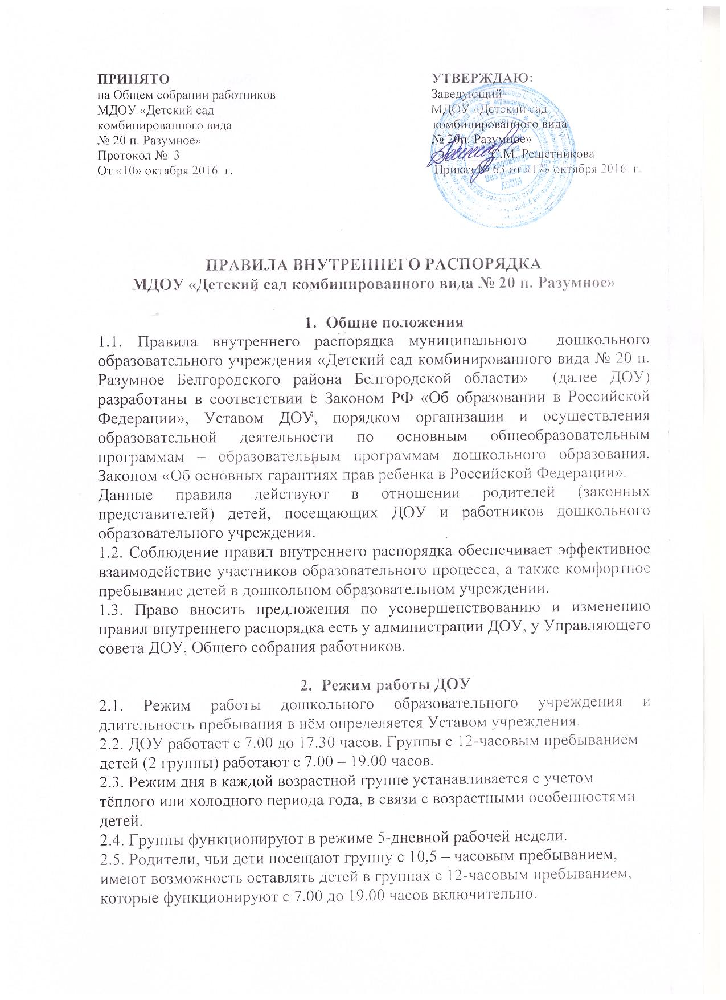 ПРИНЯТО
на Общем собрании работников
МДОУ «Детский сад
комбинированного вида
№ 20 п. Разумное»
Протокол № 3
От «10» октября 2016 г.
УТВЕРЖДАЮ:
Заведующий
МДОУ «Детский сад
комбинированного вида
№ 20п. Разумное»
С.М. Решетникова
Приказ № 63 от «17» октября 2016 г.
ПРАВИЛА ВНУТРЕННЕГО РАСПОРЯДКА
МДОУ «Детский сад комбинированного вида № 20 п. Разумное»
1. Общие положения
1.1. Правила внутреннего распорядка муниципального дошкольного
образовательного учреждения «Детский сад комбинированного вида № 20 п.
Разумное Белгородского района Белгородской области» (далее ДОУ)
разработаны в соответствии с Законом РФ «Об образовании в Российской
Федерации», Уставом ДОУ, порядком организации и осуществления
образовательной деятельности по основным общеобразовательным
программам – образовательным программам дошкольного образования,
Законом «Об основных гарантиях прав ребенка в Российской Федерации».
Данные правила действуют в отношении родителей (законных
представителей) детей, посещающих ДОУ и работников дошкольного
образовательного учреждения.
1.2. Соблюдение правил внутреннего распорядка обеспечивает эффективное
взаимодействие участников образовательного процесса, а также комфортное
пребывание детей в дошкольном образовательном учреждении.
1.3. Право вносить предложения по усовершенствованию и изменению
правил внутреннего распорядка есть у администрации ДОУ, у Управляющего
совета ДОУ, Общего собрания работников.
2. Режим работы ДОУ
2.1. Режим работы дошкольного образовательного учреждения и
длительность пребывания в нём определяется Уставом учреждения.
2.2. ДОУ работает с 7.00 до 17.30 часов. Группы с 12-часовым пребыванием
детей (2 группы) работают с 7.00 – 19.00 часов.
2.3. Режим дня в каждой возрастной группе устанавливается с учетом
тёплого или холодного периода года, в связи с возрастными особенностями
детей.
2.4. Группы функционируют в режиме 5-дневной рабочей недели.
2.5. Родители, чьи дети посещают группу с 10,5 – часовым пребыванием,
имеют возможность оставлять детей в группах с 12-часовым пребыванием,
которые функционируют с 7.00 до 19.00 часов включительно.